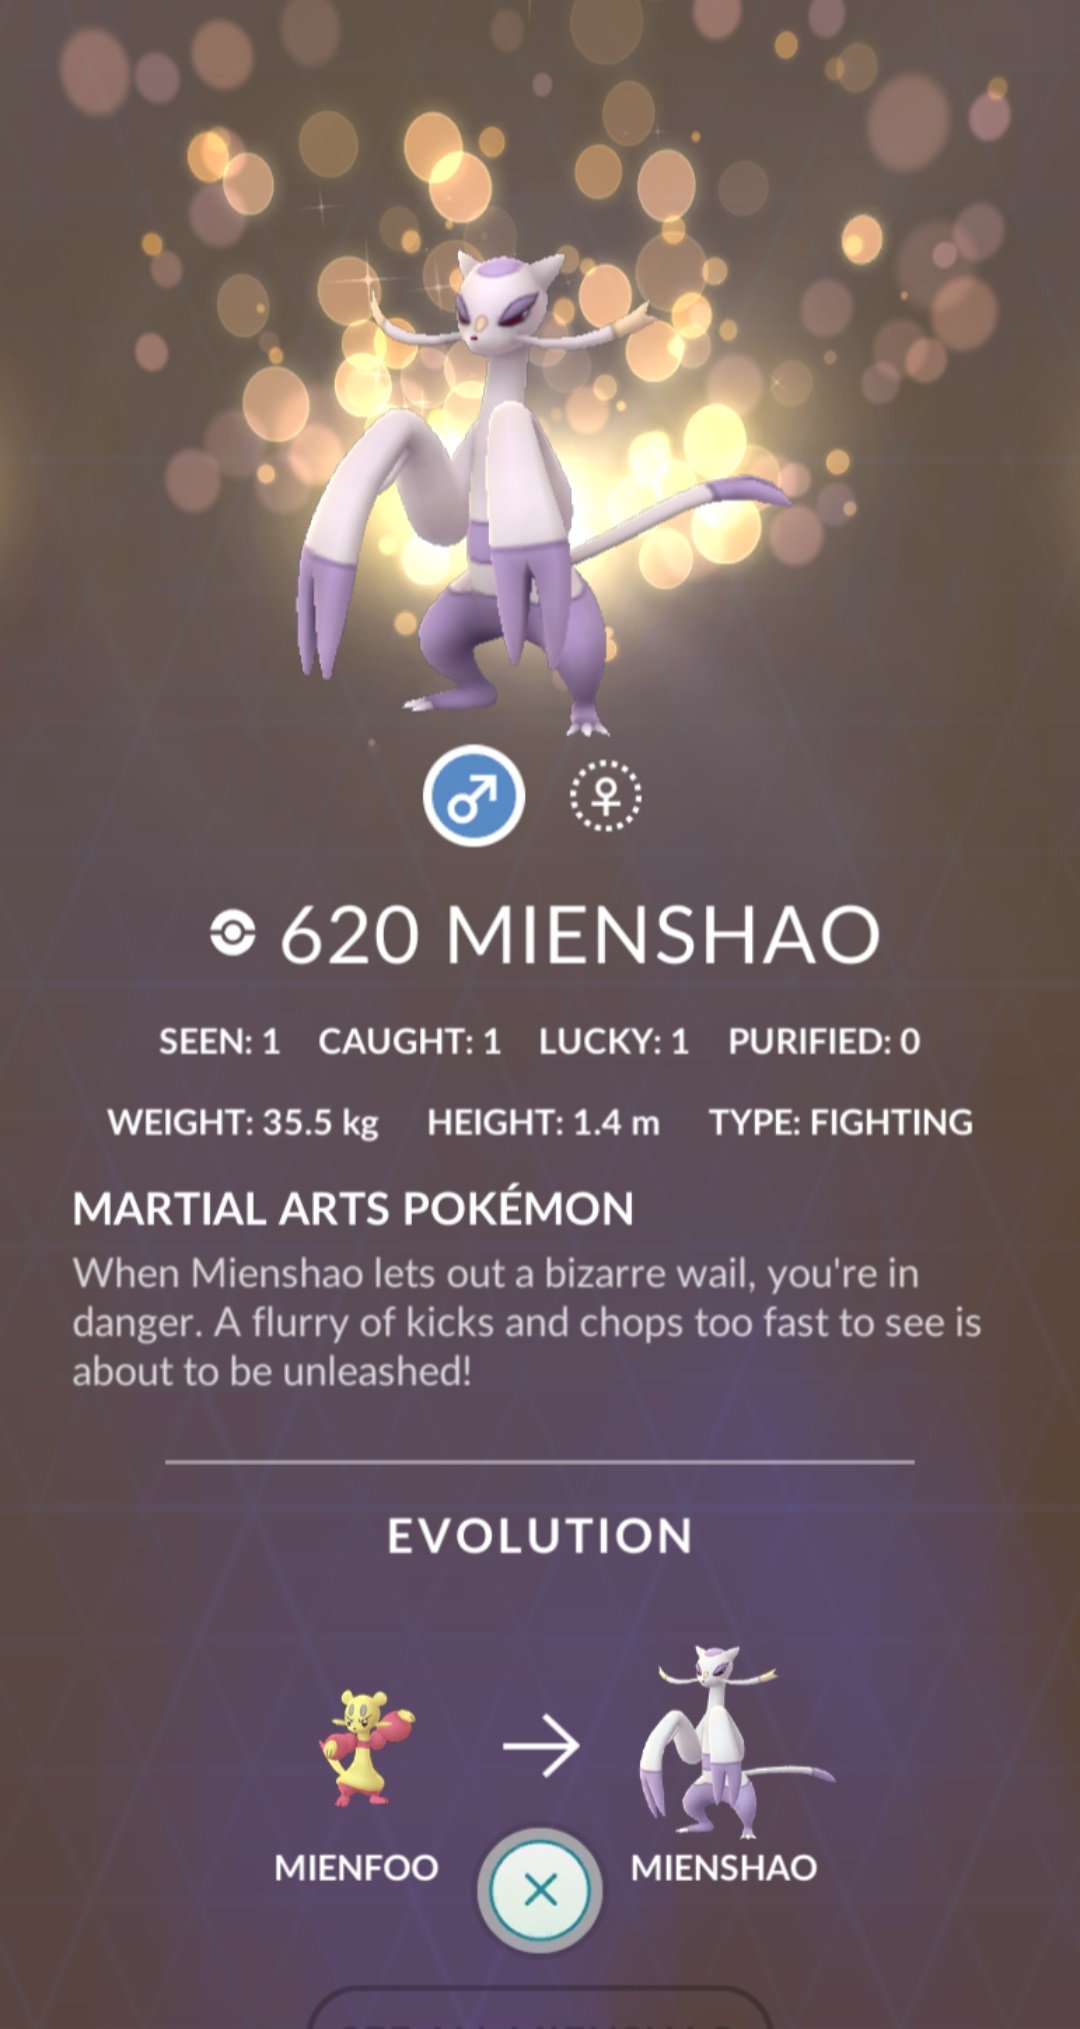 620 MIENSHAO
SEEN: 1 CAUGHT: 1 LUCKY: 1 PURIFIED: 0
WEIGHT: 35.5 kg HEIGHT: 1.4 m TYPE: FIGHTING
MARTIAL ARTS POKÉMON
When Mienshao lets out a bizarre wail, you're in
danger. A flurry of kicks and chops too fast to see is
about to be unleashed!
EVOLUTION
MIENFOO MIENSHAO